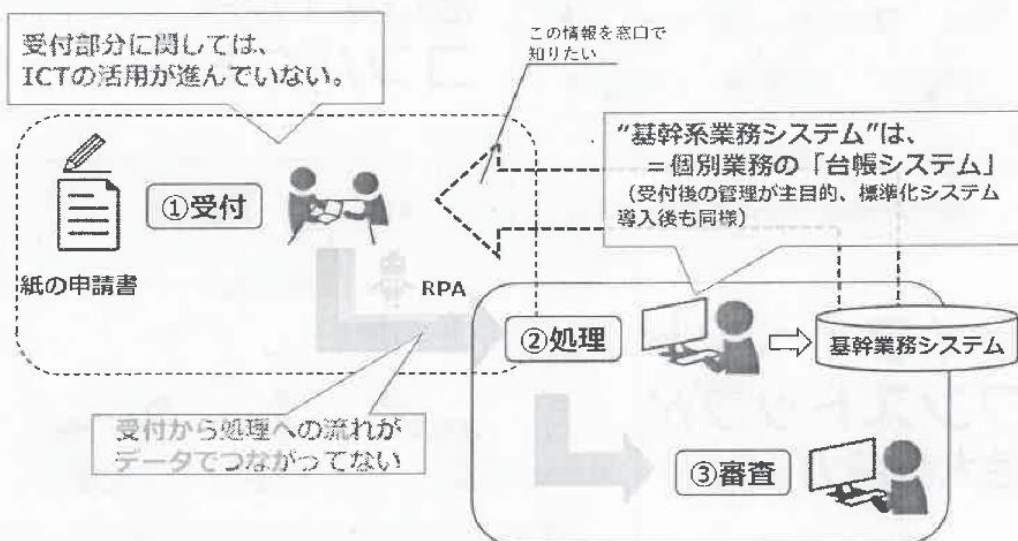 受付部分に関しては、
ICTの活用が進んでいない。
この情報を窓口で
知りたい
“基幹系業務システム”は、
＝個別業務の「台帳システム」
（受付後の管理が主目的、標準化システム
導入後も同様）
①受付
紙の申請書
RPA
②処理
基幹業務システム
受付から処理への流れが
データでつながってない
③審査